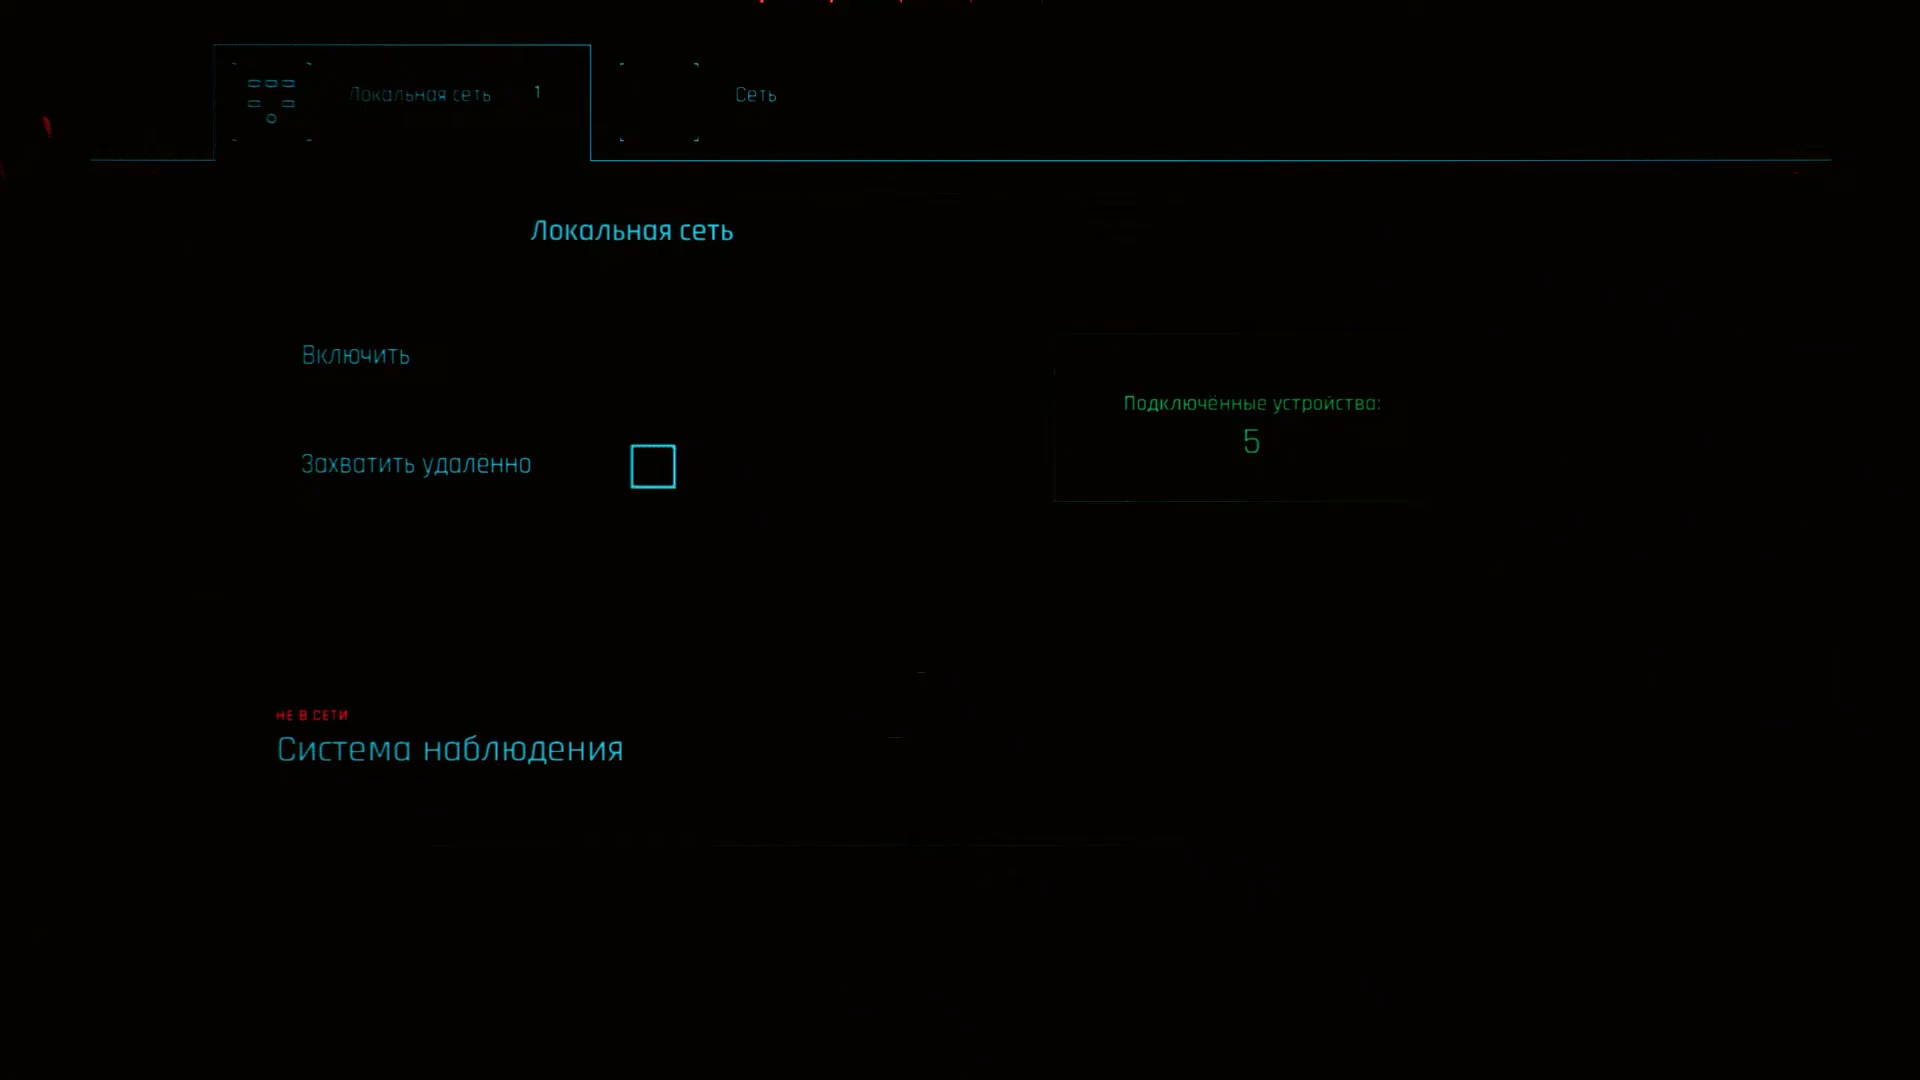 Локальная сеть 1 Сеть
Локальная сеть
Включить
Подключённые устройства:
5
Захватить удалённо
НЕ В СЕТИ
Система наблюдения